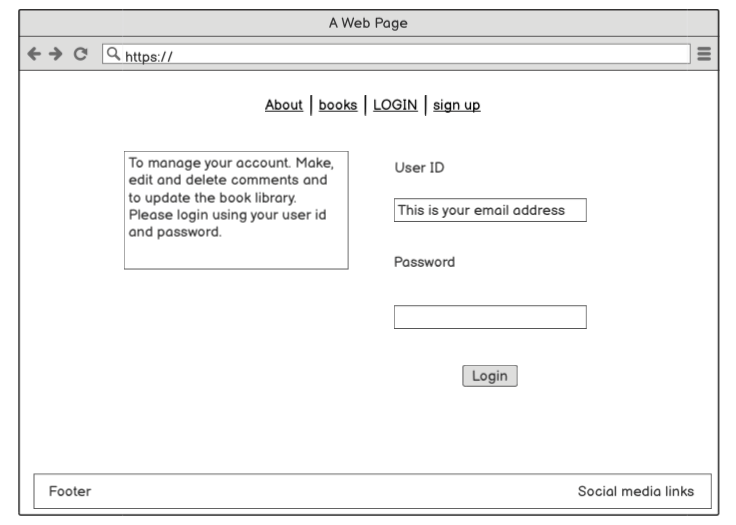 A Web Page
https://
About | books | LOGIN | sign up
To manage your account. Make,
edit and delete comments and
to update the book library.
Please login using your user id
and password.
User ID
This is your email address
Password
Login
Footer
Social media links